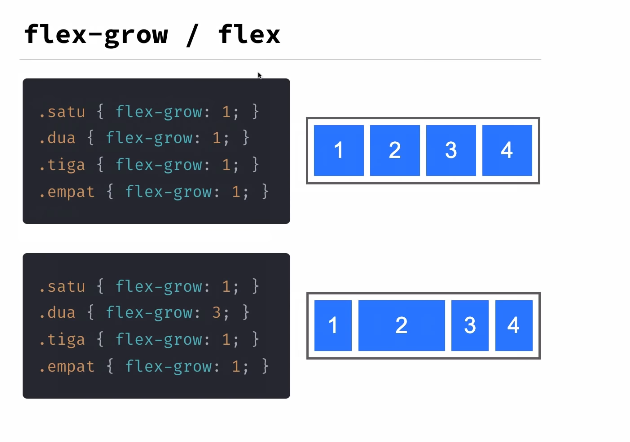 flex-grow / flex
.satu { flex-grow: 1; }
.dua { flex-grow: 1; }
.tiga { flex-grow: 1; }
.empat { flex-grow: 1; }
1 2 3 4
.satu { flex-grow: 1; }
.dua { flex-grow: 3; }
.tiga { flex-grow: 1; }
.empat { flex-grow: 1; }
1 2 3 4